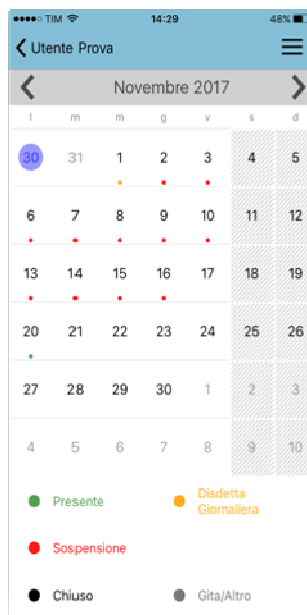 TIM 14:29 48%
Utente Prova
Novembre 2017
l m m g v s d
30 31 1 2 3 4 5
6 7 8 9 10 11 12
13 14 15 16 17 18 19
20 21 22 23 24 25 26
27 28 29 30 1 2 3
4 5 6 7 8 9 10
Presente
Disdetta
Giornaliera
Sospensione
Chiuso
Gita/Altro